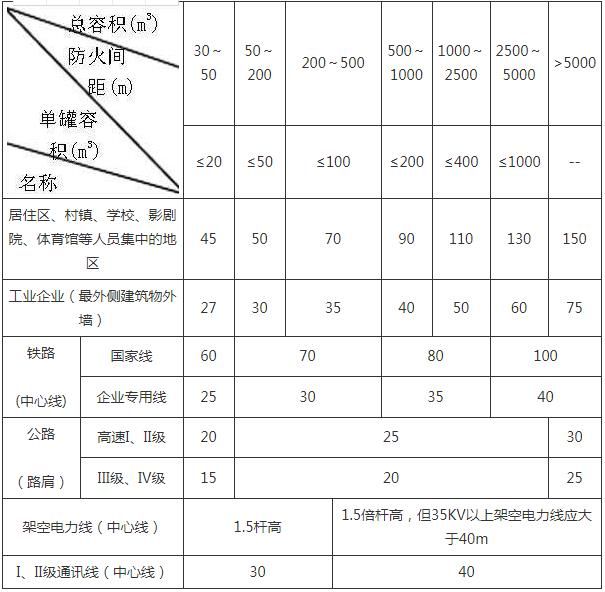 总容积(m³)
防火间
距(m)
单罐容
积(m³)
名称
30～
50
50～
200
200～500
500～
1000
1000～
2500
2500～
5000
>5000
≤20
≤50
≤100
≤200
≤400
≤1000
--
居住区、村镇、学校、影剧
院、体育馆等人员集中的地
区
45
50
70
90
110
130
150
工业企业（最外侧建筑物外
墙）
27
30
35
40
50
60
75
铁路
(中心线)
国家线
60
70
80
100
企业专用线
25
30
35
40
公路
（路肩）
高速I、II级
20
25
30
III级、IV级
15
20
25
架空电力线（中心线）
1.5杆高
1.5倍杆高，但35KV以上架空电力线应大
于40m
I、II级通讯线（中心线）
30
40